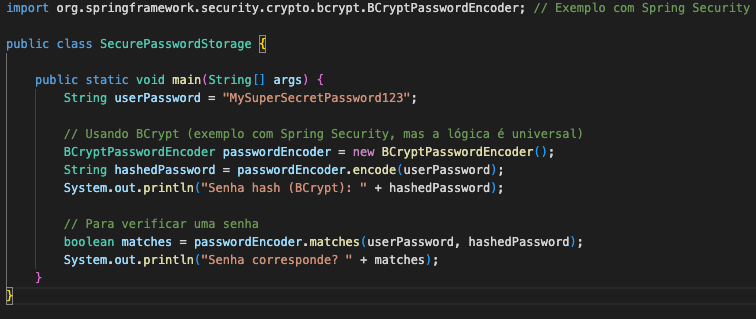 import org.springframework.security.crypto.bcrypt.BCryptPasswordEncoder; // Exemplo com Spring Security
public class SecurePasswordStorage {
public static void main(String[] args) {
String userPassword = "MySuperSecretPassword123";
// Usando BCrypt (exemplo com Spring Security, mas a lógica é universal)
BCryptPasswordEncoder passwordEncoder = new BCryptPasswordEncoder();
String hashedPassword = passwordEncoder.encode(userPassword);
System.out.println("Senha hash (BCrypt): " + hashedPassword);
// Para verificar uma senha
boolean matches = passwordEncoder.matches(userPassword, hashedPassword);
System.out.println("Senha corresponde? " + matches);
}
}